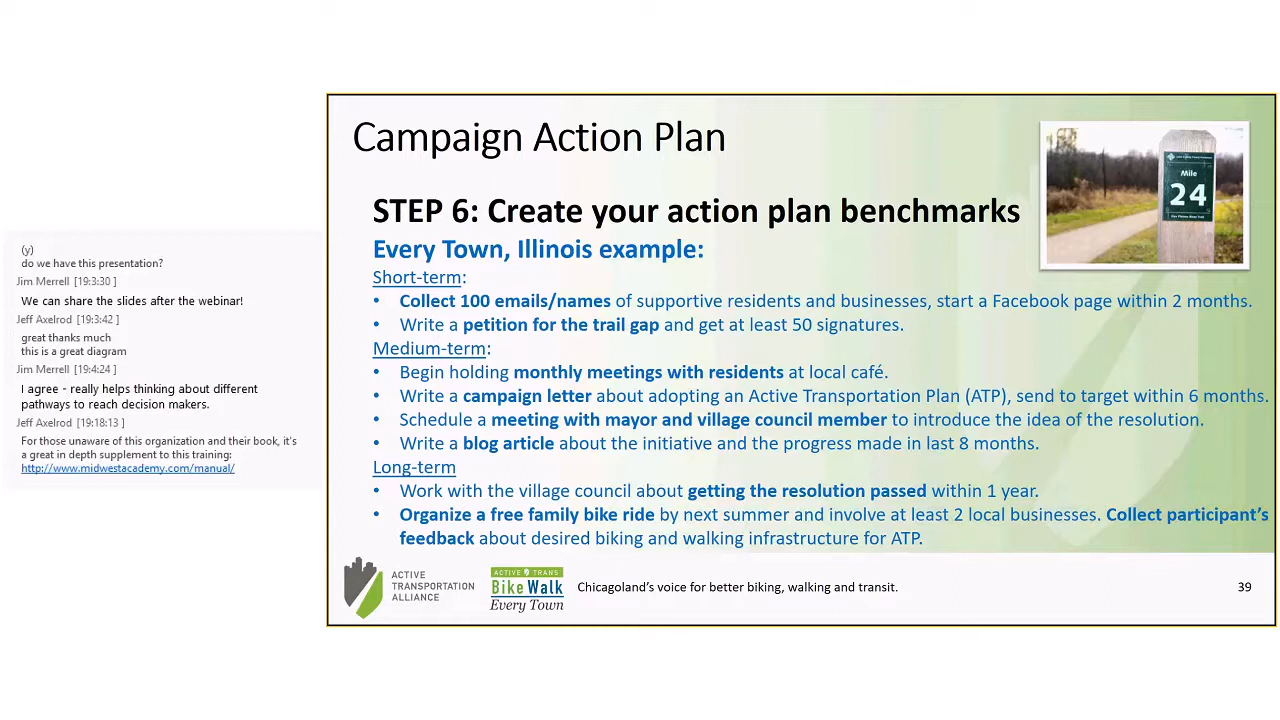 (y)
do we have this presentation?
Jim Merrell [19:3:30 ]
We can share the slides after the webinar!
Jeff Axelrod [19:3:42 ]
great thanks much
this is a great diagram
Jim Merrell [19:4:24 ]
I agree - really helps thinking about different
pathways to reach decision makers.
Jeff Axelrod [19:18:13 ]
For those unaware of this organization and their book, it's
a great in depth supplement to this training:
http://www.midwestacademy.com/manual/
Campaign Action Plan
STEP 6: Create your action plan benchmarks
Every Town, Illinois example:
Short-term:
• Collect 100 emails/names of supportive residents and businesses, start a Facebook page within 2 months.
• Write a petition for the trail gap and get at least 50 signatures.
Medium-term:
• Begin holding monthly meetings with residents at local café.
• Write a campaign letter about adopting an Active Transportation Plan (ATP), send to target within 6 months.
• Schedule a meeting with mayor and village council member to introduce the idea of the resolution.
• Write a blog article about the initiative and the progress made in last 8 months.
Long-term
• Work with the village council about getting the resolution passed within 1 year.
• Organize a free family bike ride by next summer and involve at least 2 local businesses. Collect participant's
feedback about desired biking and walking infrastructure for ATP.
Mile
24
ACTIVE
TRANSPORTATION
ALLIANCE
ACTIVE TRANS
Bike Walk
Every Town
Chicagoland's voice for better biking, walking and transit.
39